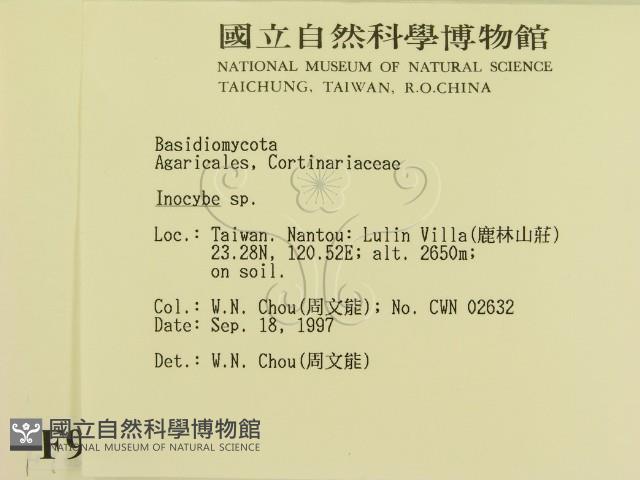 國立自然科學博物館
NATIONAL MUSEUM OF NATURAL SCIENCE
TAICHUNG, TAIWAN, R.O.CHINA
Basidiomycota
Agaricales, Cortinariaceae
Inocybe sp.
Loc.: Taiwan. Nantou: Lulin Villa(鹿林山莊)
23.28N, 120.52E; alt. 2650m;
on soil.
Col.: W.N. Chou(周文能); No. CWN 02632
Date: Sep. 18, 1997
Det.: W.N. Chou(周文能)
國立自然科學博物館
NATIONAL MUSEUM OF NATURAL SCIENCE
F9